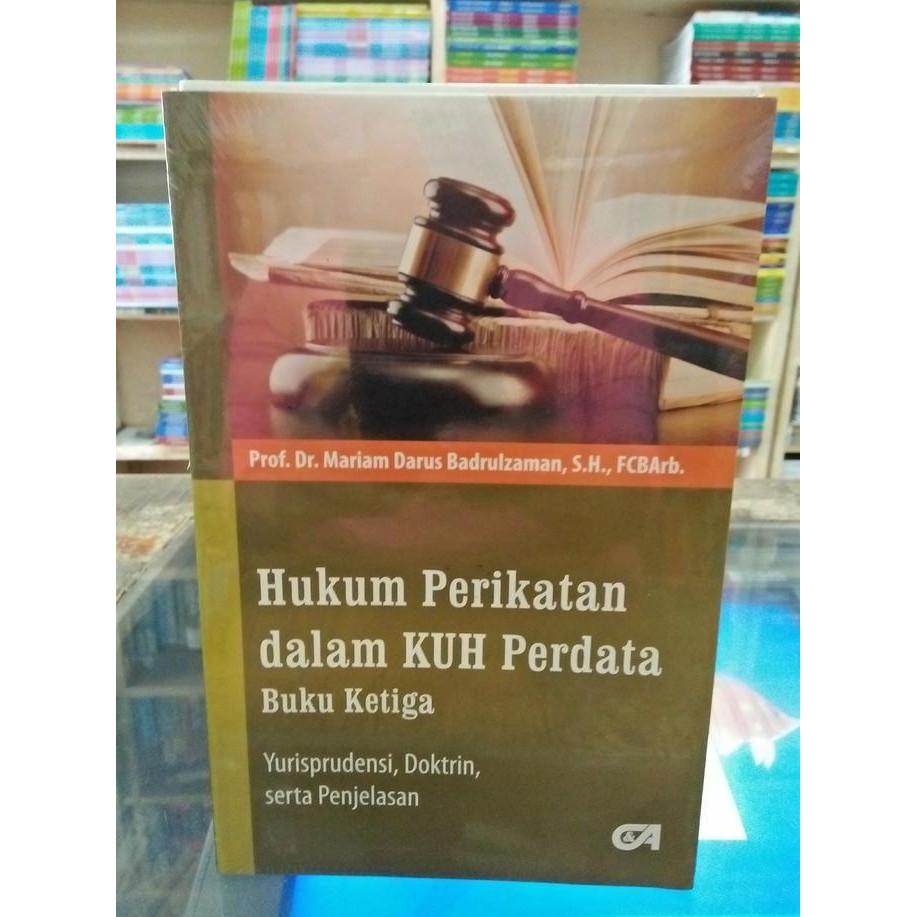 Prof. Dr. Mariam Darus Badrulzaman, S.H., FCBArb.
Hukum Perikatan
dalam KUH Perdata
Buku Ketiga
Yurisprudensi, Doktrin,
serta Penjelasan
C&A